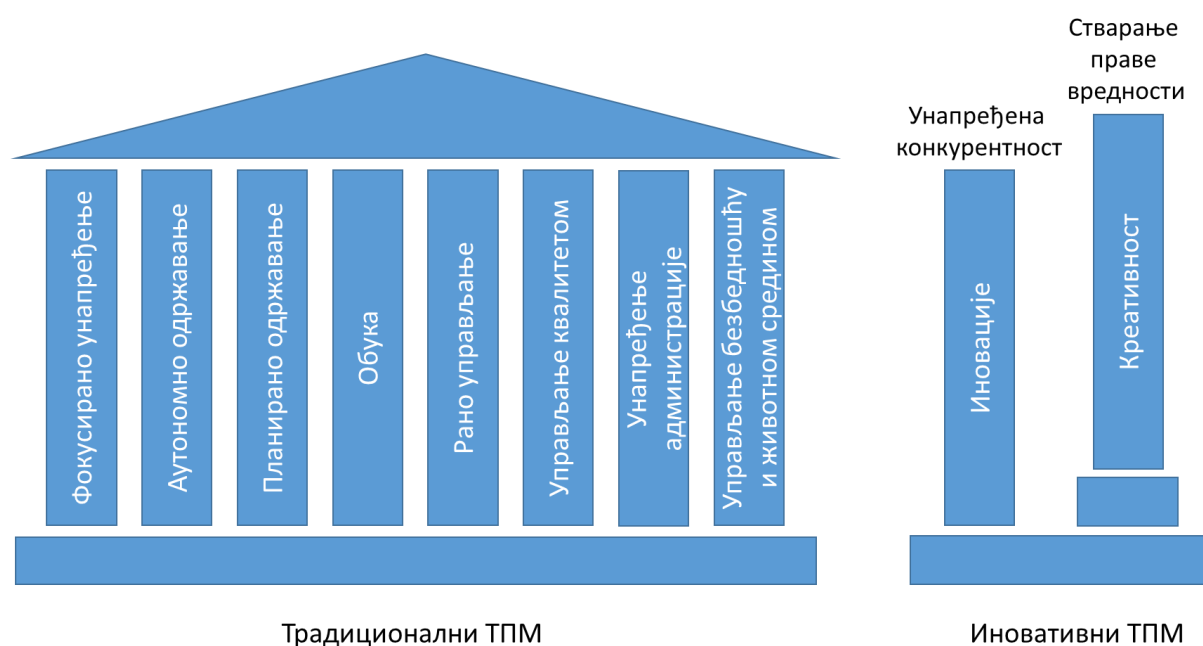 Фокусирано унапређење
Аутономно одржавање
Планирано одржавање
Обука
Рано управљање
Управљање квалитетом
Унапређење
администрације
Управљање безбедношћу
и животном средином
Традиционални ТПМ
Унапређена
конкурентност
Иновације
Стварање
праве
вредности
Креативност
Иновативни ТПМ